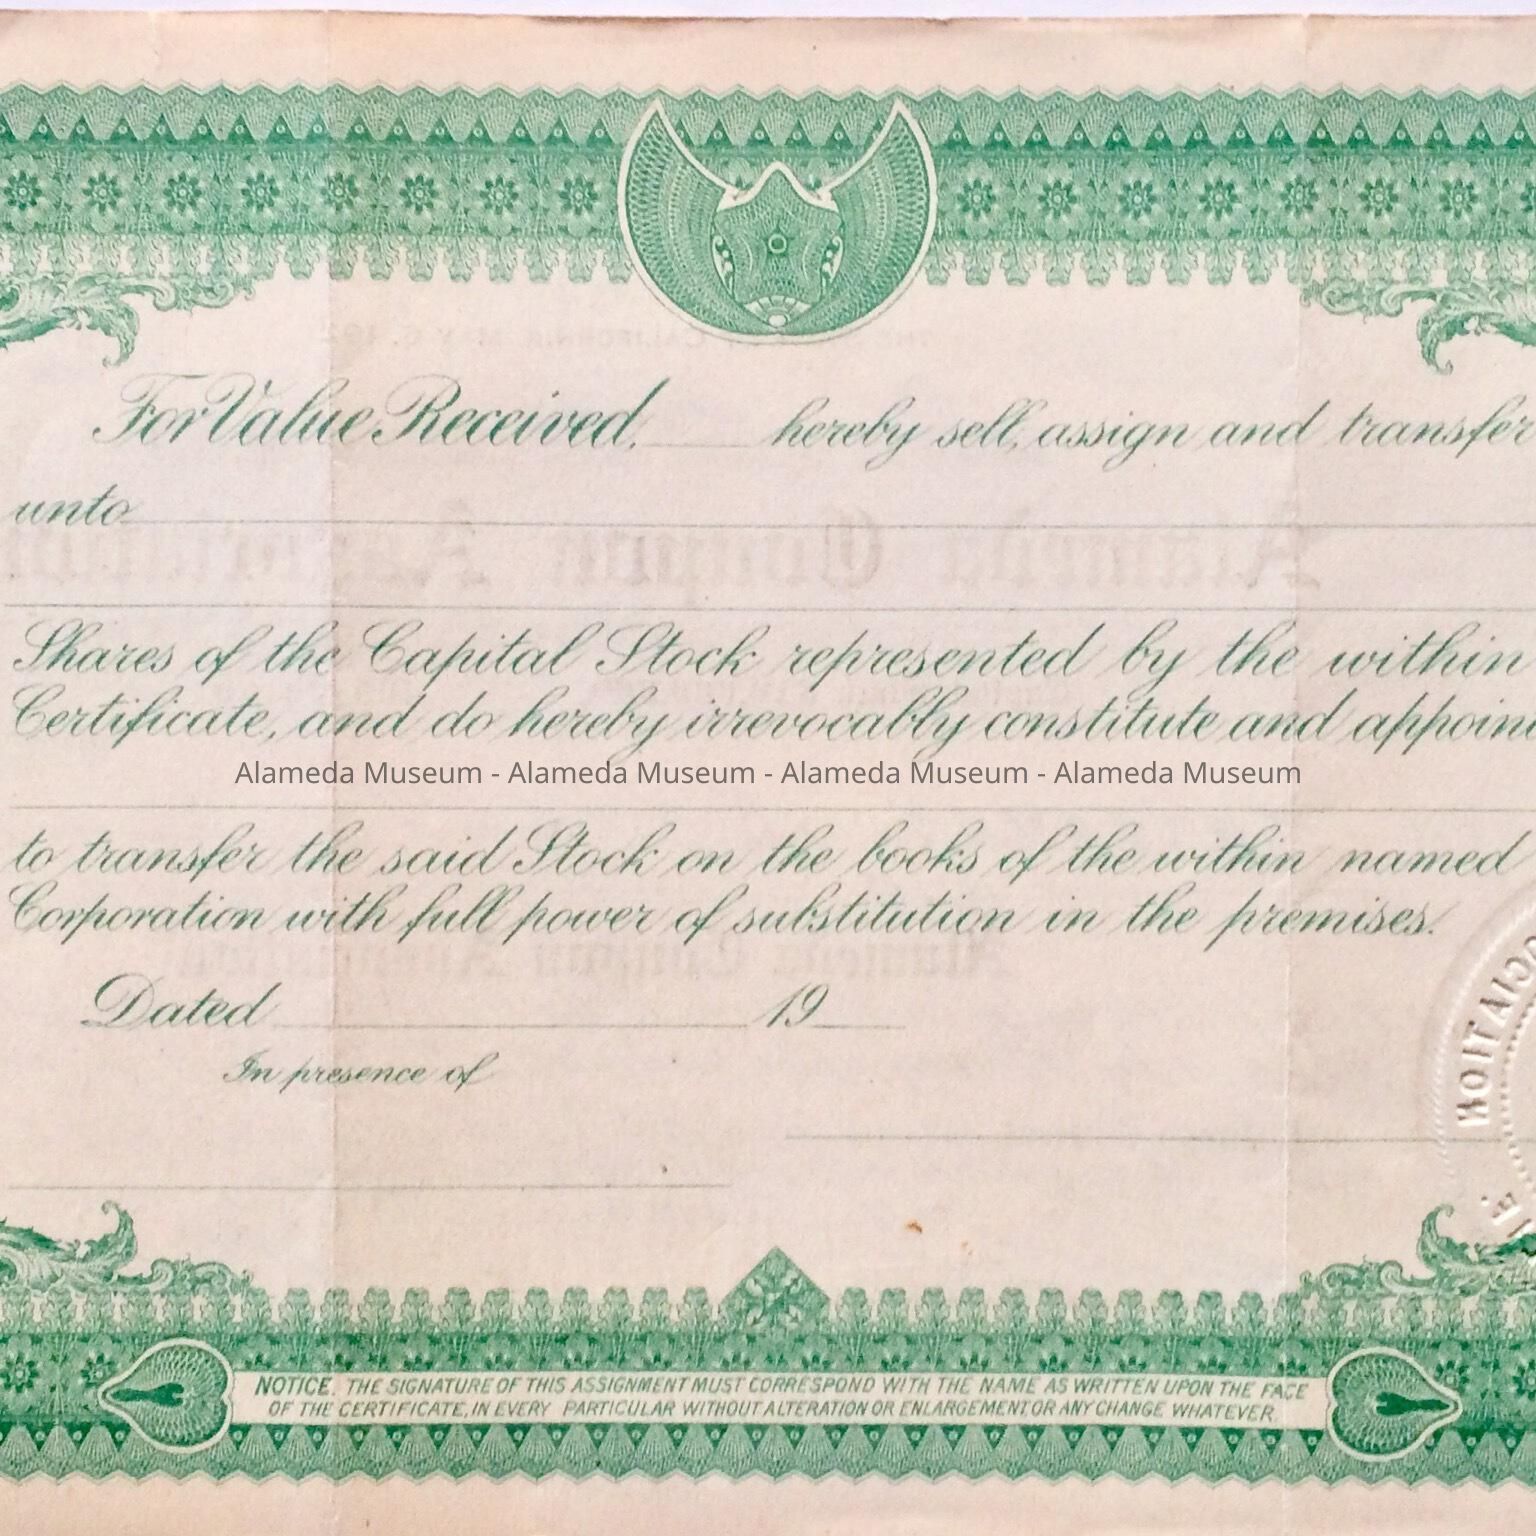 For Value Received, hereby sell, assign and transfer
unto
Shares of the Capital Stock represented by the within
Certificate, and do hereby irrevocably constitute and appoint
Alameda Museum - Alameda Museum - Alameda Museum - Alameda Museum
to transfer the said Stock on the books of the within named
Corporation with full power of substitution in the premises.
Dated 19
In presence of
NOTICE. THE SIGNATURE OF THIS ASSIGNMENT MUST CORRESPOND WITH THE NAME AS WRITTEN UPON THE FACE
OF THE CERTIFICATE, IN EVERY PARTICULAR WITHOUT ALTERATION OR ENLARGEMENT, OR ANY CHANGE WHATEVER.